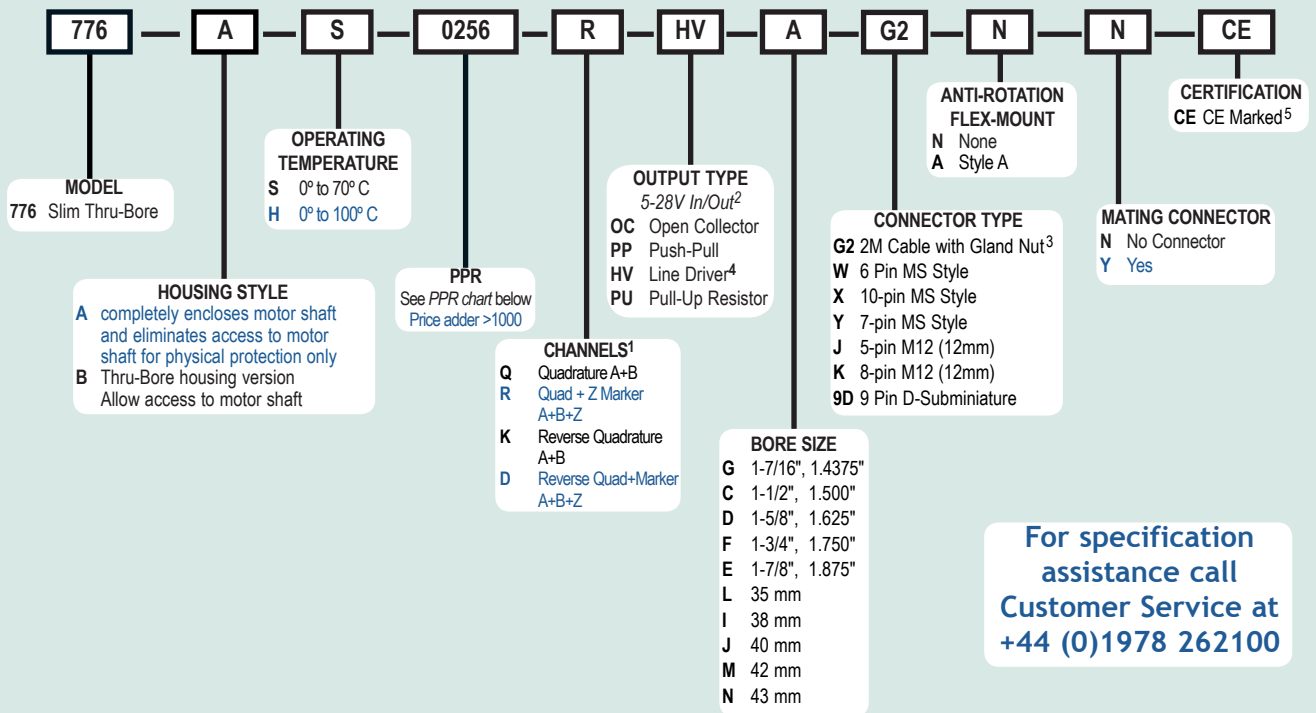 776 A S 0256 R HV A G2 N N CE
MODEL
776 Slim Thru-Bore
HOUSING STYLE
A completely encloses motor shaft
and eliminates access to motor
shaft for physical protection only
B Thru-Bore housing version
Allow access to motor shaft
OPERATING
TEMPERATURE
S 0º to 70º C
H 0º to 100º C
PPR
See PPR chart below
Price adder >1000
CHANNELS¹
Q Quadrature A+B
R Quad + Z Marker
A+B+Z
K Reverse Quadrature
A+B
D Reverse Quad+Marker
A+B+Z
OUTPUT TYPE
5-28V In/Out²
OC Open Collector
PP Push-Pull
HV Line Driver⁴
PU Pull-Up Resistor
BORE SIZE
G 1-7/16", 1.4375"
C 1-1/2", 1.500"
D 1-5/8", 1.625"
F 1-3/4", 1.750"
E 1-7/8", 1.875"
L 35 mm
I 38 mm
J 40 mm
M 42 mm
N 43 mm
CONNECTOR TYPE
G2 2M Cable with Gland Nut³
W 6 Pin MS Style
X 10-pin MS Style
Y 7-pin MS Style
J 5-pin M12 (12mm)
K 8-pin M12 (12mm)
9D 9 Pin D-Subminiature
ANTI-ROTATION
FLEX-MOUNT
N None
A Style A
MATING CONNECTOR
N No Connector
Y Yes
CERTIFICATION
CE CE Marked⁵
For specification
assistance call
Customer Service at
+44 (0)1978 262100